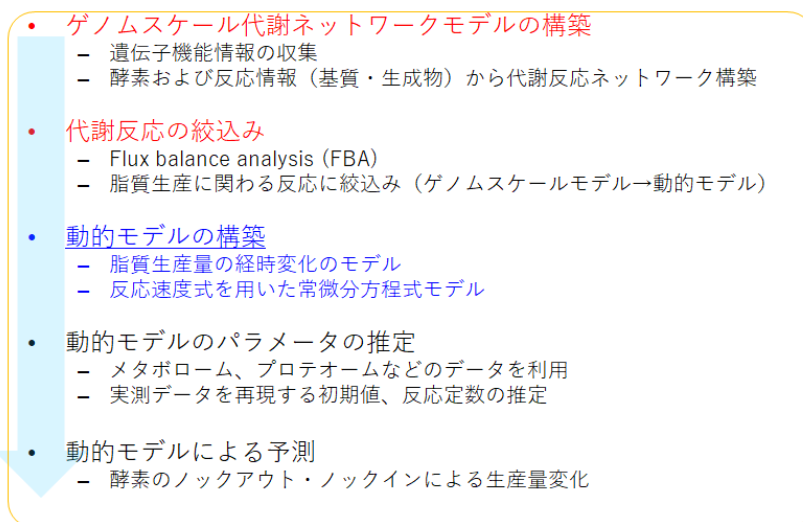 • ゲノムスケール代謝ネットワークモデルの構築
– 遺伝子機能情報の収集
– 酵素および反応情報（基質・生成物）から代謝反応ネットワーク構築
• 代謝反応の絞込み
– Flux balance analysis (FBA)
– 脂質生産に関わる反応に絞込み（ゲノムスケールモデル→動的モデル）
• 動的モデルの構築
– 脂質生産量の経時変化のモデル
– 反応速度式を用いた常微分方程式モデル
• 動的モデルのパラメータの推定
– メタボローム、プロテオームなどのデータを利用
– 実測データを再現する初期値、反応定数の推定
• 動的モデルによる予測
– 酵素のノックアウト・ノックインによる生産量変化